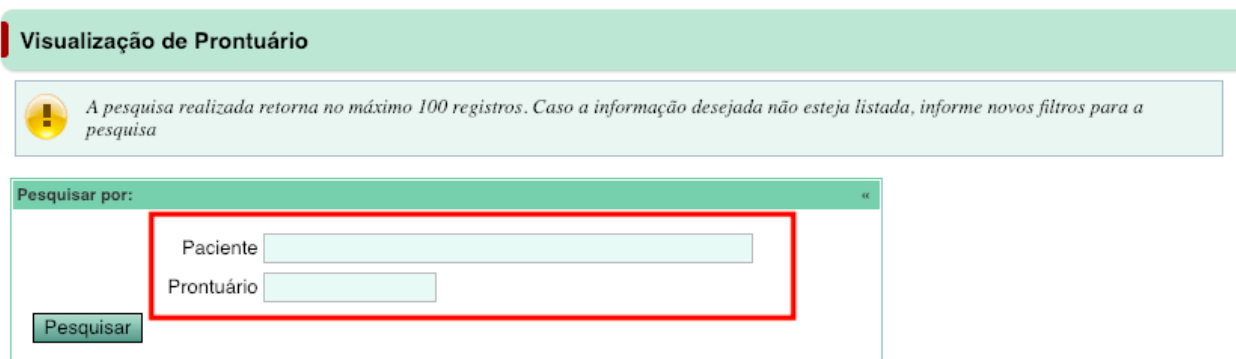 Visualização de Prontuário
A pesquisa realizada retorna no máximo 100 registros. Caso a informação desejada não esteja listada, informe novos filtros para a
pesquisa
Pesquisar por: «
Paciente
Prontuário
Pesquisar